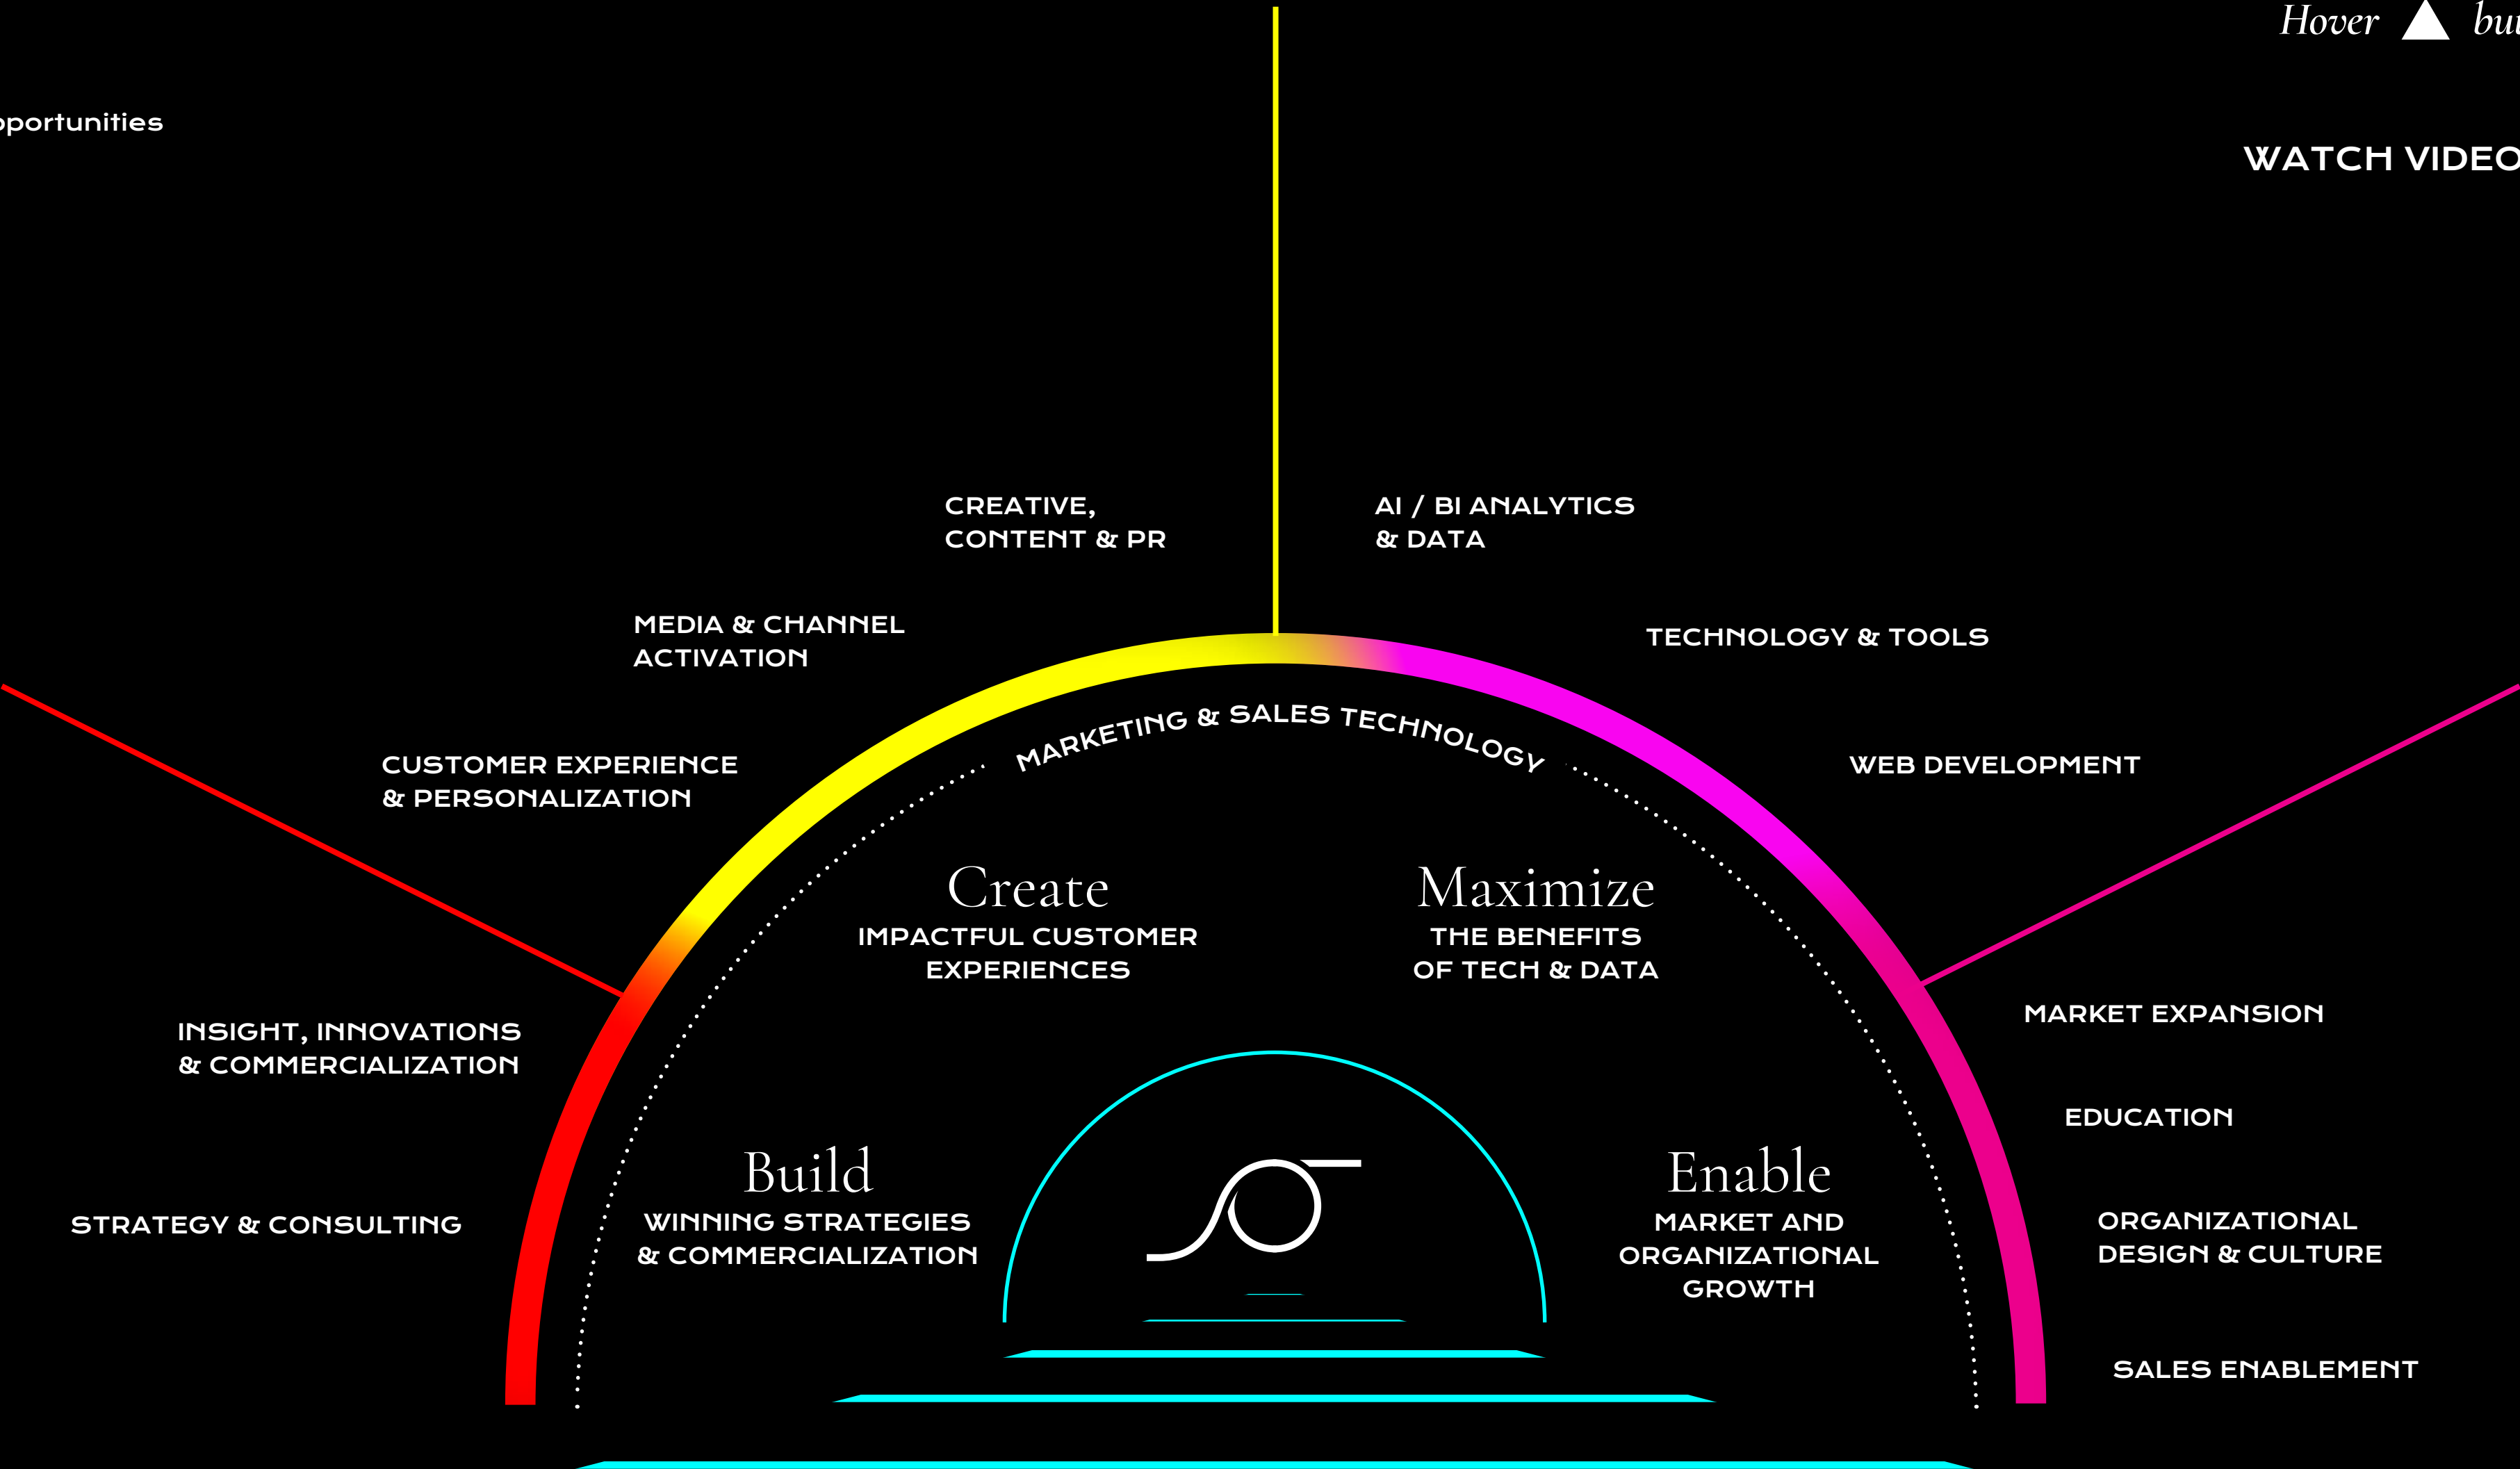 Hover
pportunities
WATCH VIDEO
CREATIVE,
CONTENT & PR
AI / BI ANALYTICS
& DATA
MEDIA & CHANNEL
ACTIVATION
TECHNOLOGY & TOOLS
MARKETING & SALES TECHNOLOGY
CUSTOMER EXPERIENCE
& PERSONALIZATION
WEB DEVELOPMENT
Create
IMPACTFUL CUSTOMER
EXPERIENCES
Maximize
THE BENEFITS
OF TECH & DATA
INSIGHT, INNOVATIONS
& COMMERCIALIZATION
MARKET EXPANSION
EDUCATION
Build
WINNING STRATEGIES
& COMMERCIALIZATION
Enable
MARKET AND
ORGANIZATIONAL
GROWTH
STRATEGY & CONSULTING
ORGANIZATIONAL
DESIGN & CULTURE
SALES ENABLEMENT